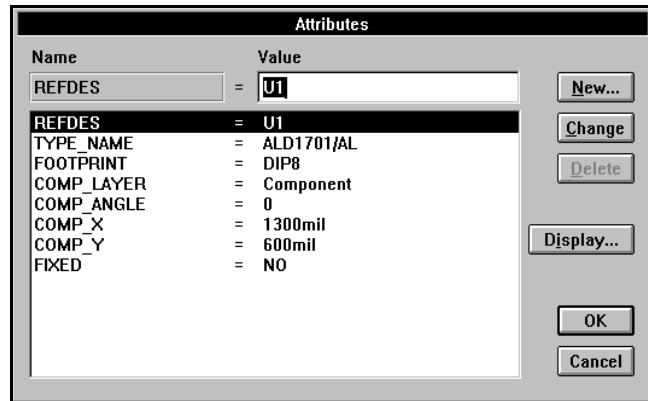 Attributes
Name Value
REFDES = U1 New...
REFDES = U1
TYPE_NAME = ALD1701/AL
FOOTPRINT = DIP8
COMP_LAYER = Component
COMP_ANGLE = 0
COMP_X = 1300mil
COMP_Y = 600mil
FIXED = NO
Change
Delete
Display...
OK
Cancel